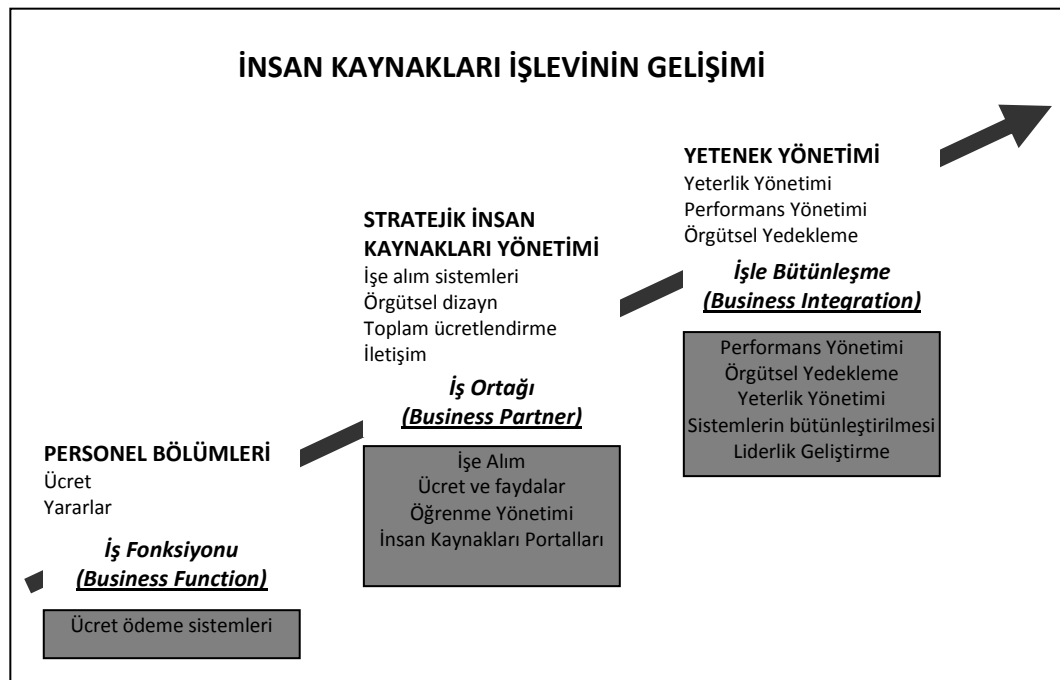 İNSAN KAYNAKLARI İŞLEVİNİN GELİŞİMİ
PERSONEL BÖLÜMLERİ
Ücret
Yararlar
İş Fonksiyonu
(Business Function)
Ücret ödeme sistemleri
STRATEJİK İNSAN
KAYNAKLARI YÖNETİMİ
İşe alım sistemleri
Örgütsel dizayn
Toplam ücretlendirme
İletişim
İş Ortağı
(Business Partner)
İşe Alım
Ücret ve faydalar
Öğrenme Yönetimi
İnsan Kaynakları Portalları
YETENEK YÖNETİMİ
Yeterlik Yönetimi
Performans Yönetimi
Örgütsel Yedekleme
İşle Bütünleşme
(Business Integration)
Performans Yönetimi
Örgütsel Yedekleme
Yeterlik Yönetimi
Sistemlerin bütünleştirilmesi
Liderlik Geliştirme